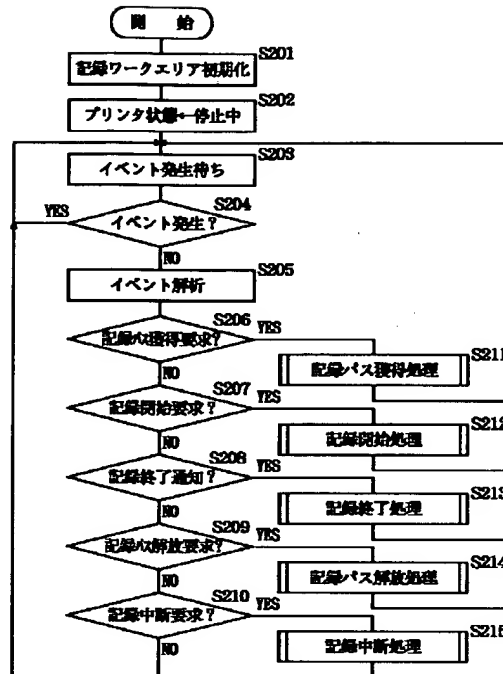 開 始
S201
記録ワークエリア初期化
S202
プリンタ状態←停止中
S203
イベント発生待ち
S204
YES
イベント発生?
NO
S205
イベント解析
S206
記録パス獲得要求?
YES
NO
S211
記録パス獲得処理
S207
記録開始要求?
YES
NO
S212
記録開始処理
S208
記録終了通知?
YES
NO
S213
記録終了処理
S209
記録パス解放要求?
YES
NO
S214
記録パス解放処理
S210
記録中断要求?
YES
NO
S215
記録中断処理